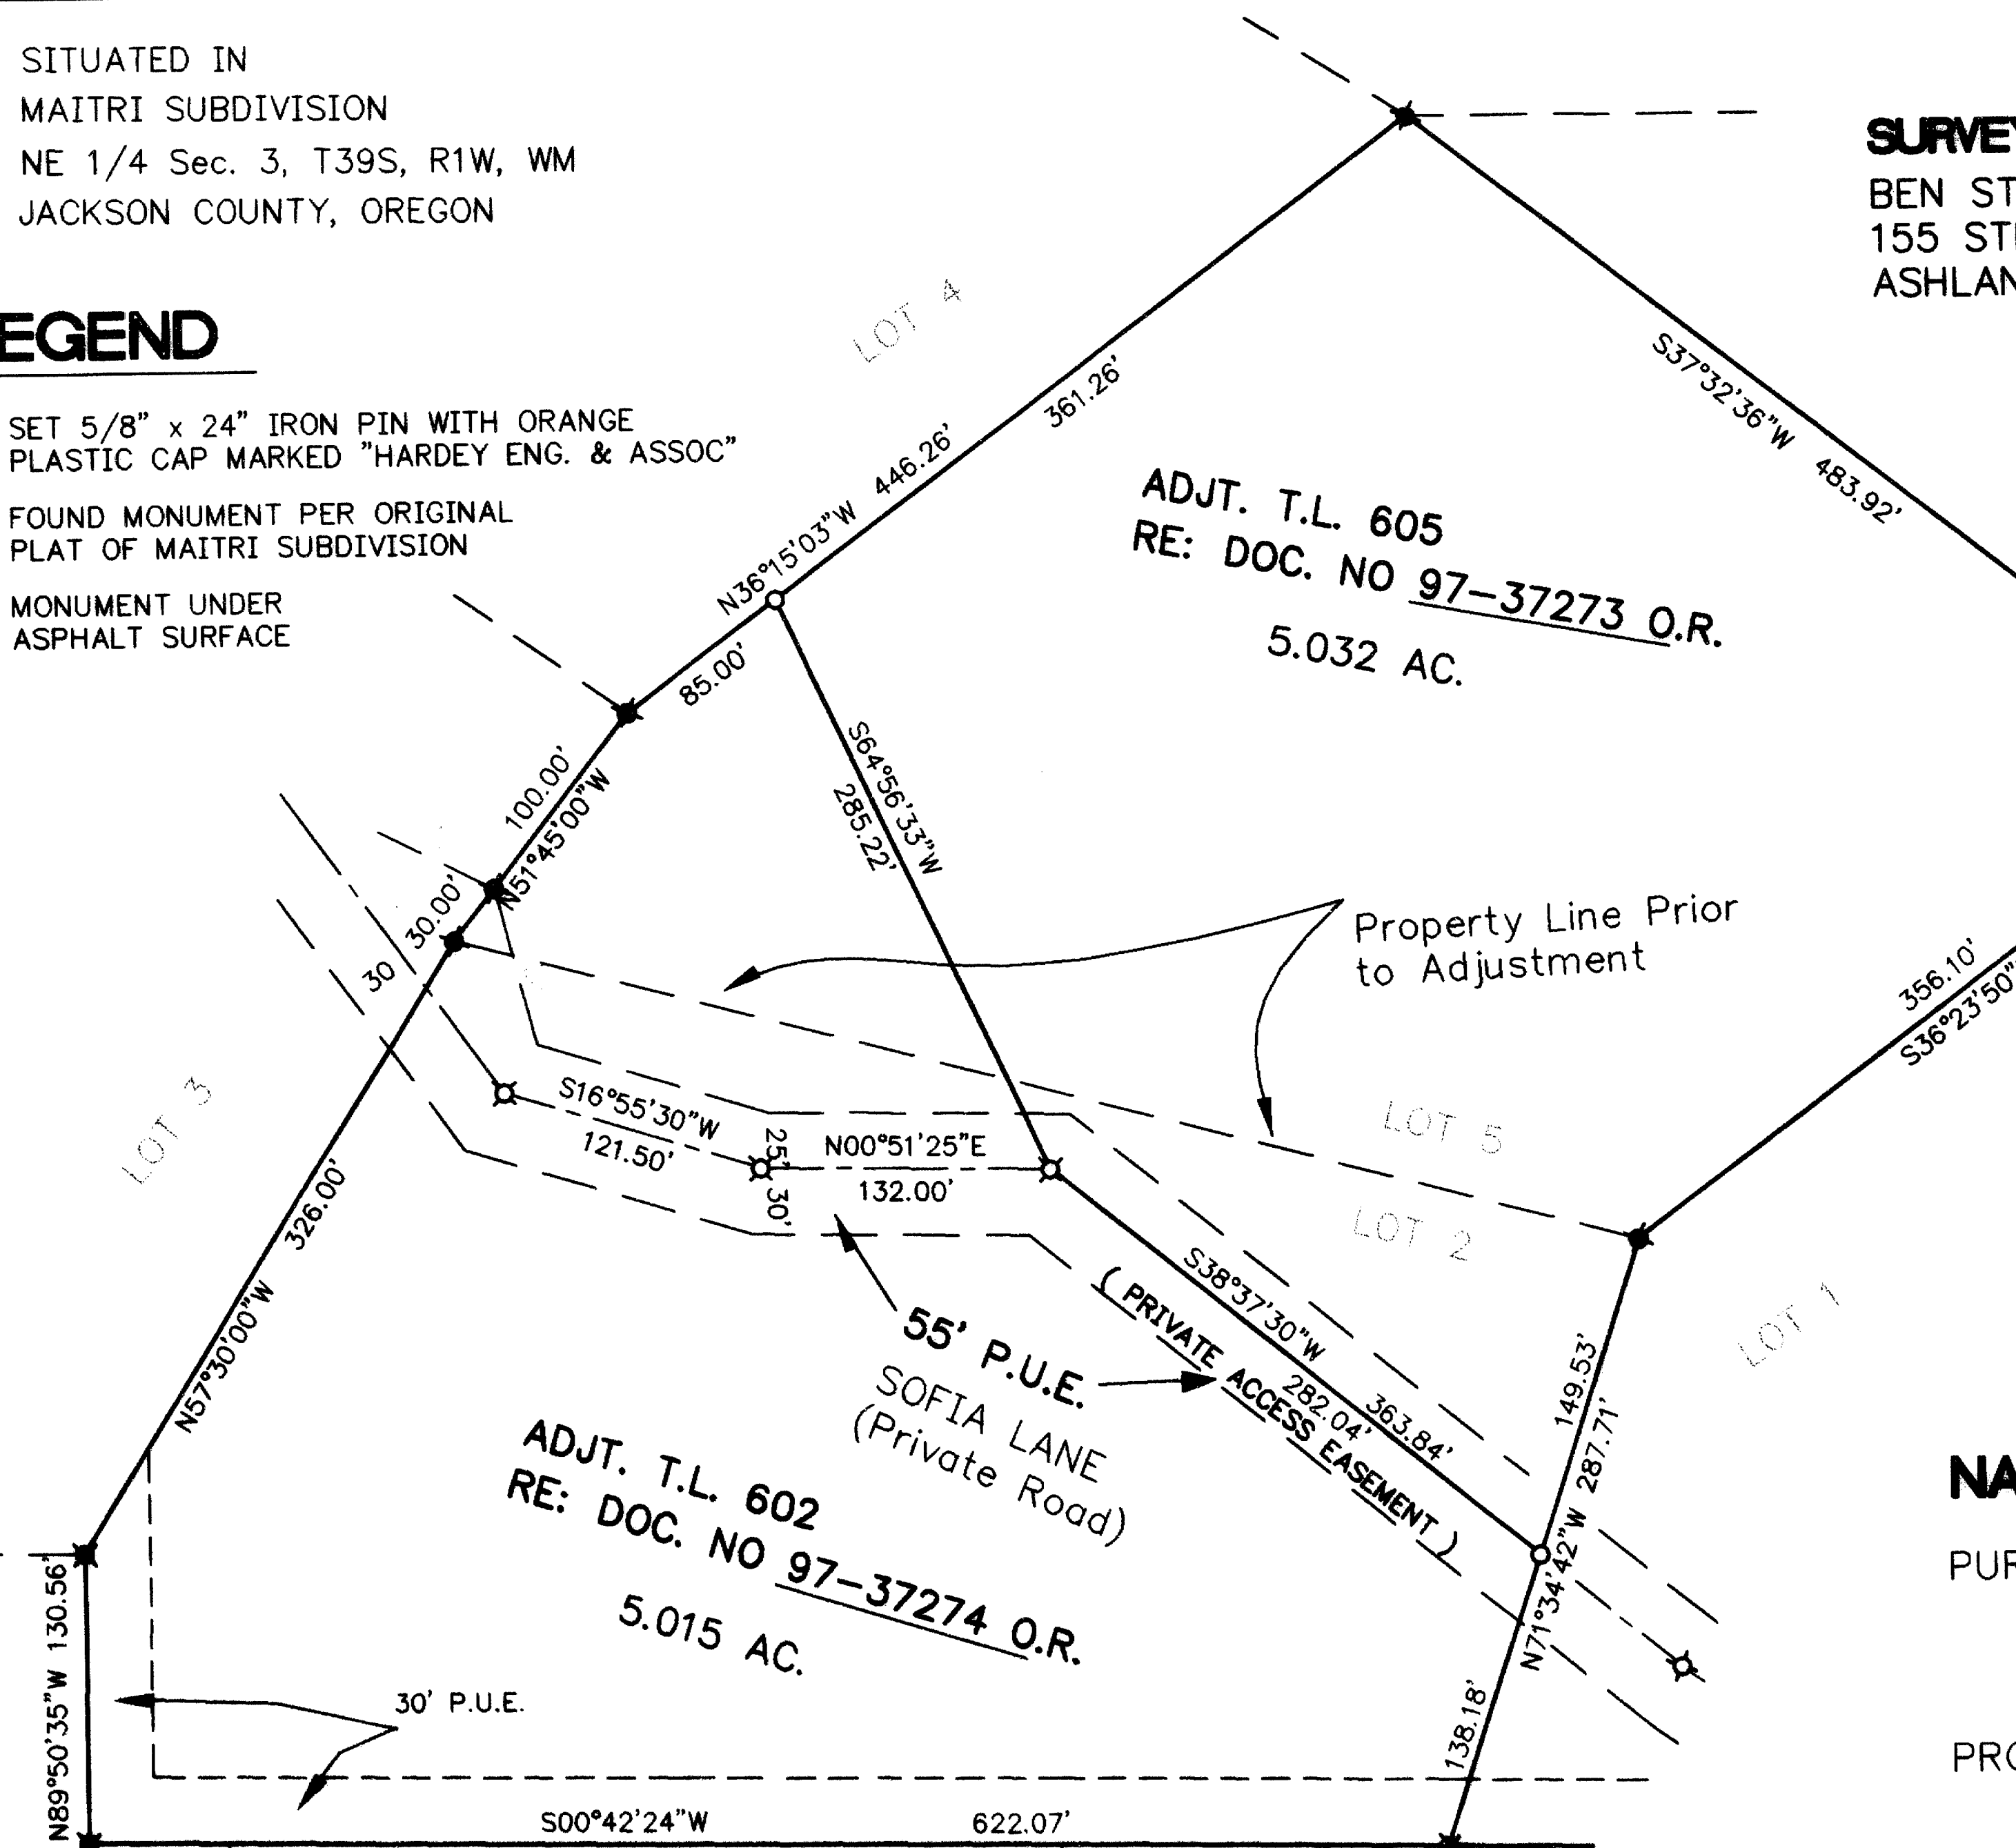 SITUATED IN
MAITRI SUBDIVISION
NE 1/4 Sec. 3, T39S, R1W, WM
JACKSON COUNTY, OREGON
EGEND
SET 5/8" x 24" IRON PIN WITH ORANGE
PLASTIC CAP MARKED "HARDEY ENG. & ASSOC"
FOUND MONUMENT PER ORIGINAL
PLAT OF MAITRI SUBDIVISION
MONUMENT UNDER
ASPHALT SURFACE
SURVEY
BEN ST
155 ST
ASHLAN
LOT 4
361.26'
N36°15'03"W 446.26'
85.00'
S37°32'36"W 483.92'
ADJT. T.L. 605
RE: DOC. NO 97-37273 O.R.
5.032 AC.
100.00'
N51°45'00"W
30.00'
30
S64°56'33"W
285.22'
Property Line Prior
to Adjustment
356.10'
S36°23'50"
LOT 3
326.00'
N57°30'00"W
S16°55'30"W
121.50'
25'
30'
N00°51'25"E
132.00'
LOT 5
LOT 2
LOT 1
S38°37'30"W
282.04'
363.84'
( PRIVATE ACCESS EASEMENT )
55' P.U.E.
SOFIA LANE
(Private Road)
149.53'
N71°34'42"W 287.71'
138.18'
ADJT. T.L. 602
RE: DOC. NO 97-37274 O.R.
5.015 AC.
NA
PUR
PRO
30' P.U.E.
N89°50'35"W 130.56'
S00°42'24"W 622.07'